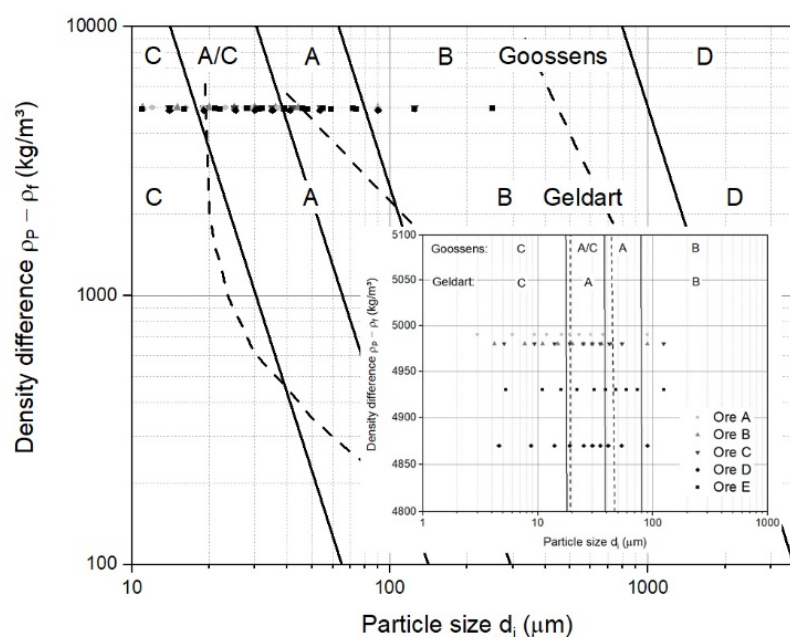 10000
C
A/C
A
B
Goossens
D
C
A
B
Geldart
D
1000
100
10
100
1000
Density difference ρP − ρf (kg/m³)
Particle size di (μm)
5100
5050
5000
4950
4900
4850
4800
Goossens:
C
A/C
A
B
Geldart:
C
A
B
Ore A
Ore B
Ore C
Ore D
Ore E
1
10
100
1000
Density difference ρP − ρf (kg/m³)
Particle size di (μm)